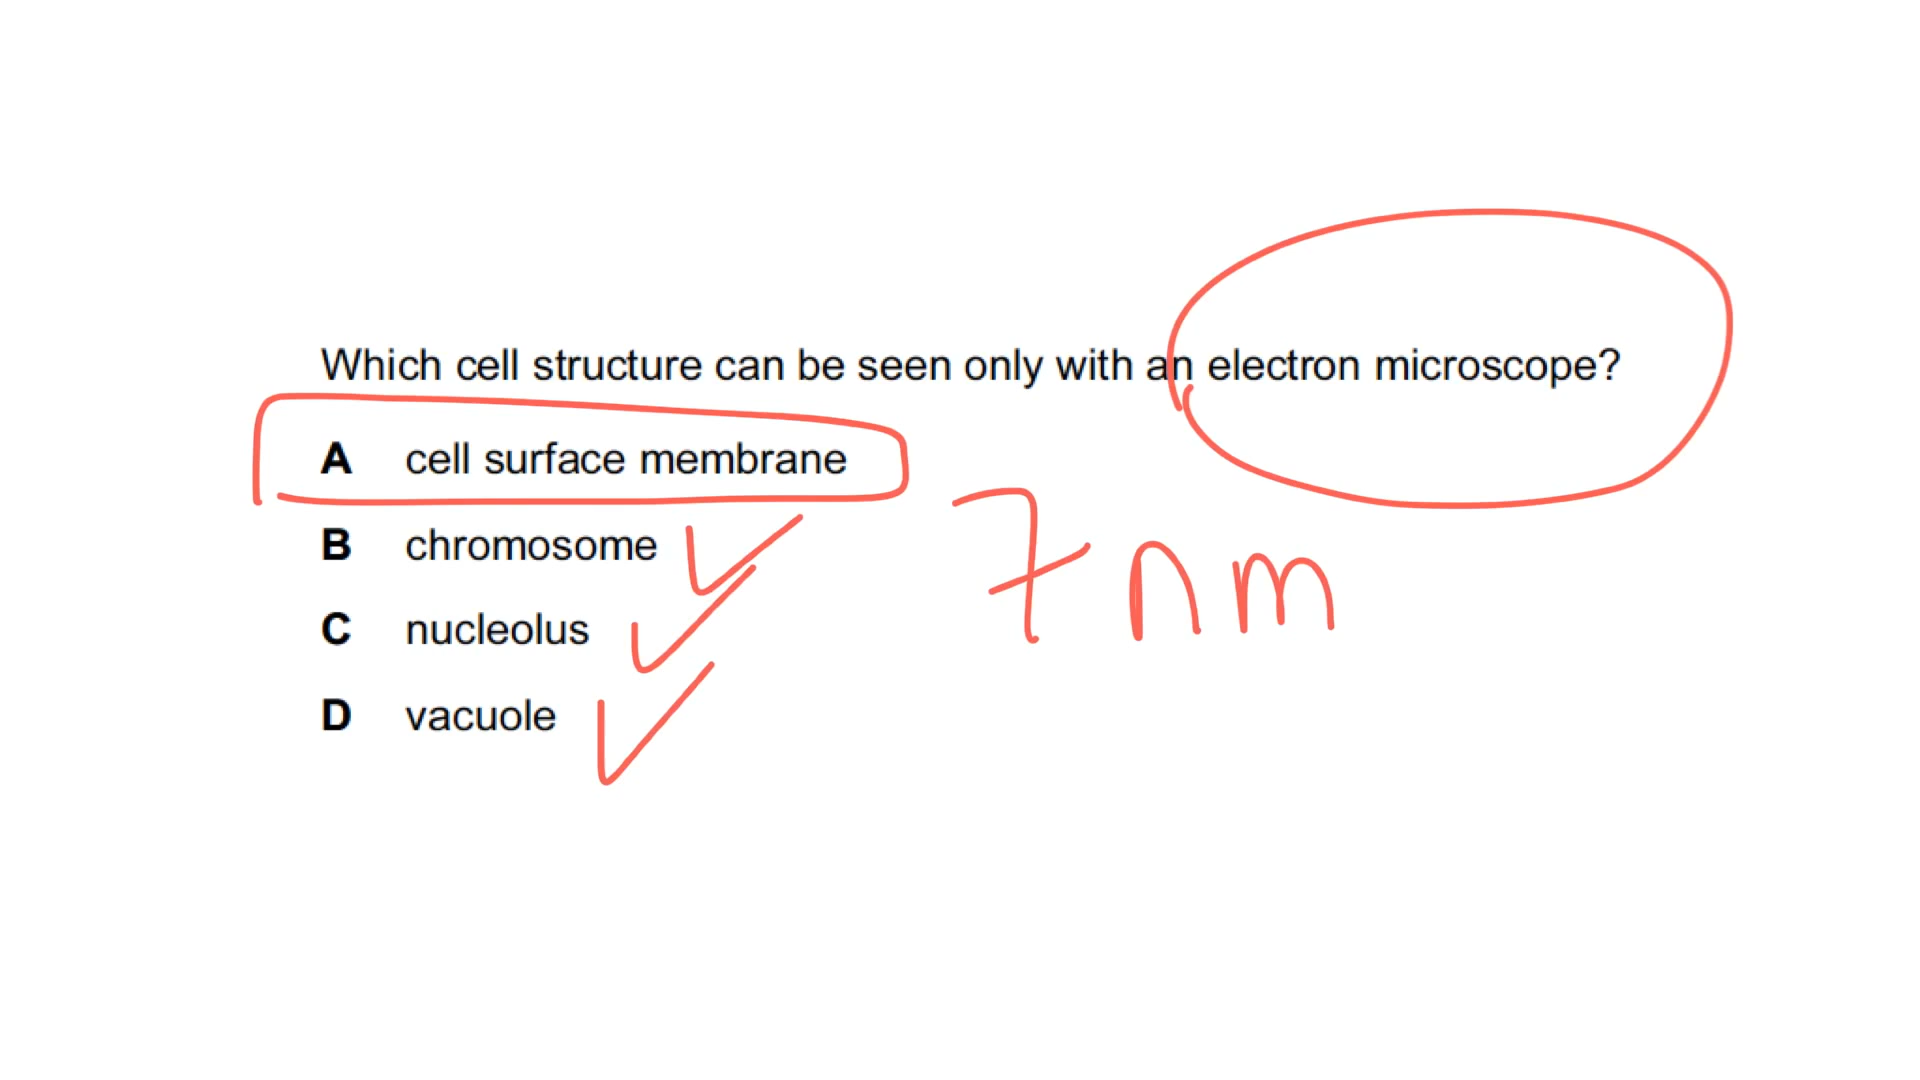 Which cell structure can be seen only with an electron microscope?
A cell surface membrane
B chromosome
7nm
C nucleolus
D vacuole